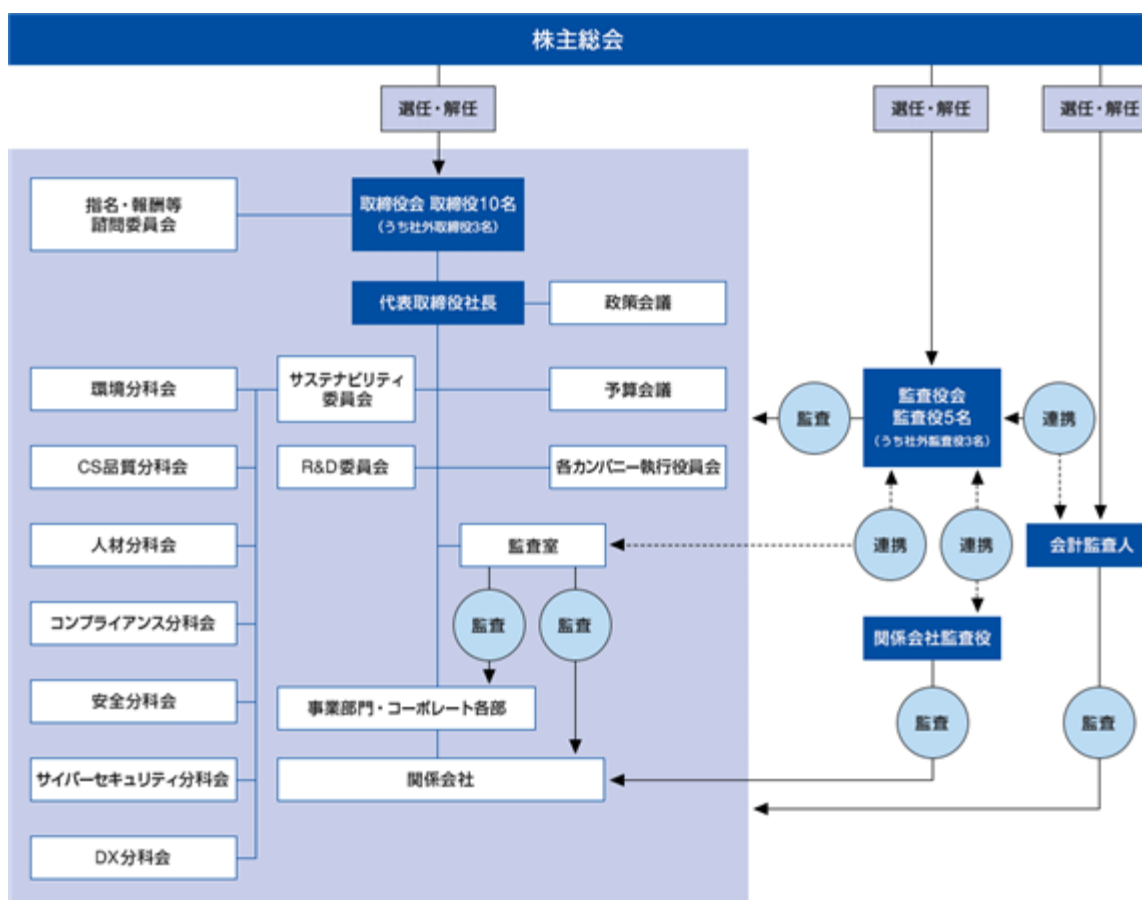 株主総会
選任・解任
選任・解任
選任・解任
指名・報酬等
諮問委員会
取締役会 取締役10名
（うち社外取締役3名）
代表取締役社長
政策会議
環境分科会
サステナビリティ
委員会
予算会議
監査
監査役会
監査役5名
（うち社外監査役3名）
連携
CS品質分科会
R&D委員会
各カンパニー執行役員会
人材分科会
監査室
連携
連携
会計監査人
コンプライアンス分科会
監査
監査
関係会社監査役
安全分科会
事業部門・コーポレート各部
監査
監査
サイバーセキュリティ分科会
関係会社
DX分科会